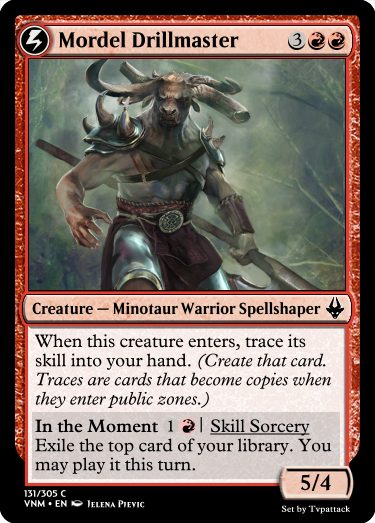 Mordel Drillmaster 3
Creature — Minotaur Warrior Spellshaper
When this creature enters, trace its
skill into your hand. (Create that card.
Traces are cards that become copies when
they enter public zones.)
In the Moment 1 | Skill Sorcery
Exile the top card of your library. You
may play it this turn.
5/4
131/305 C
VNM • EN Jelena Pjevic
Set by Tvpattack